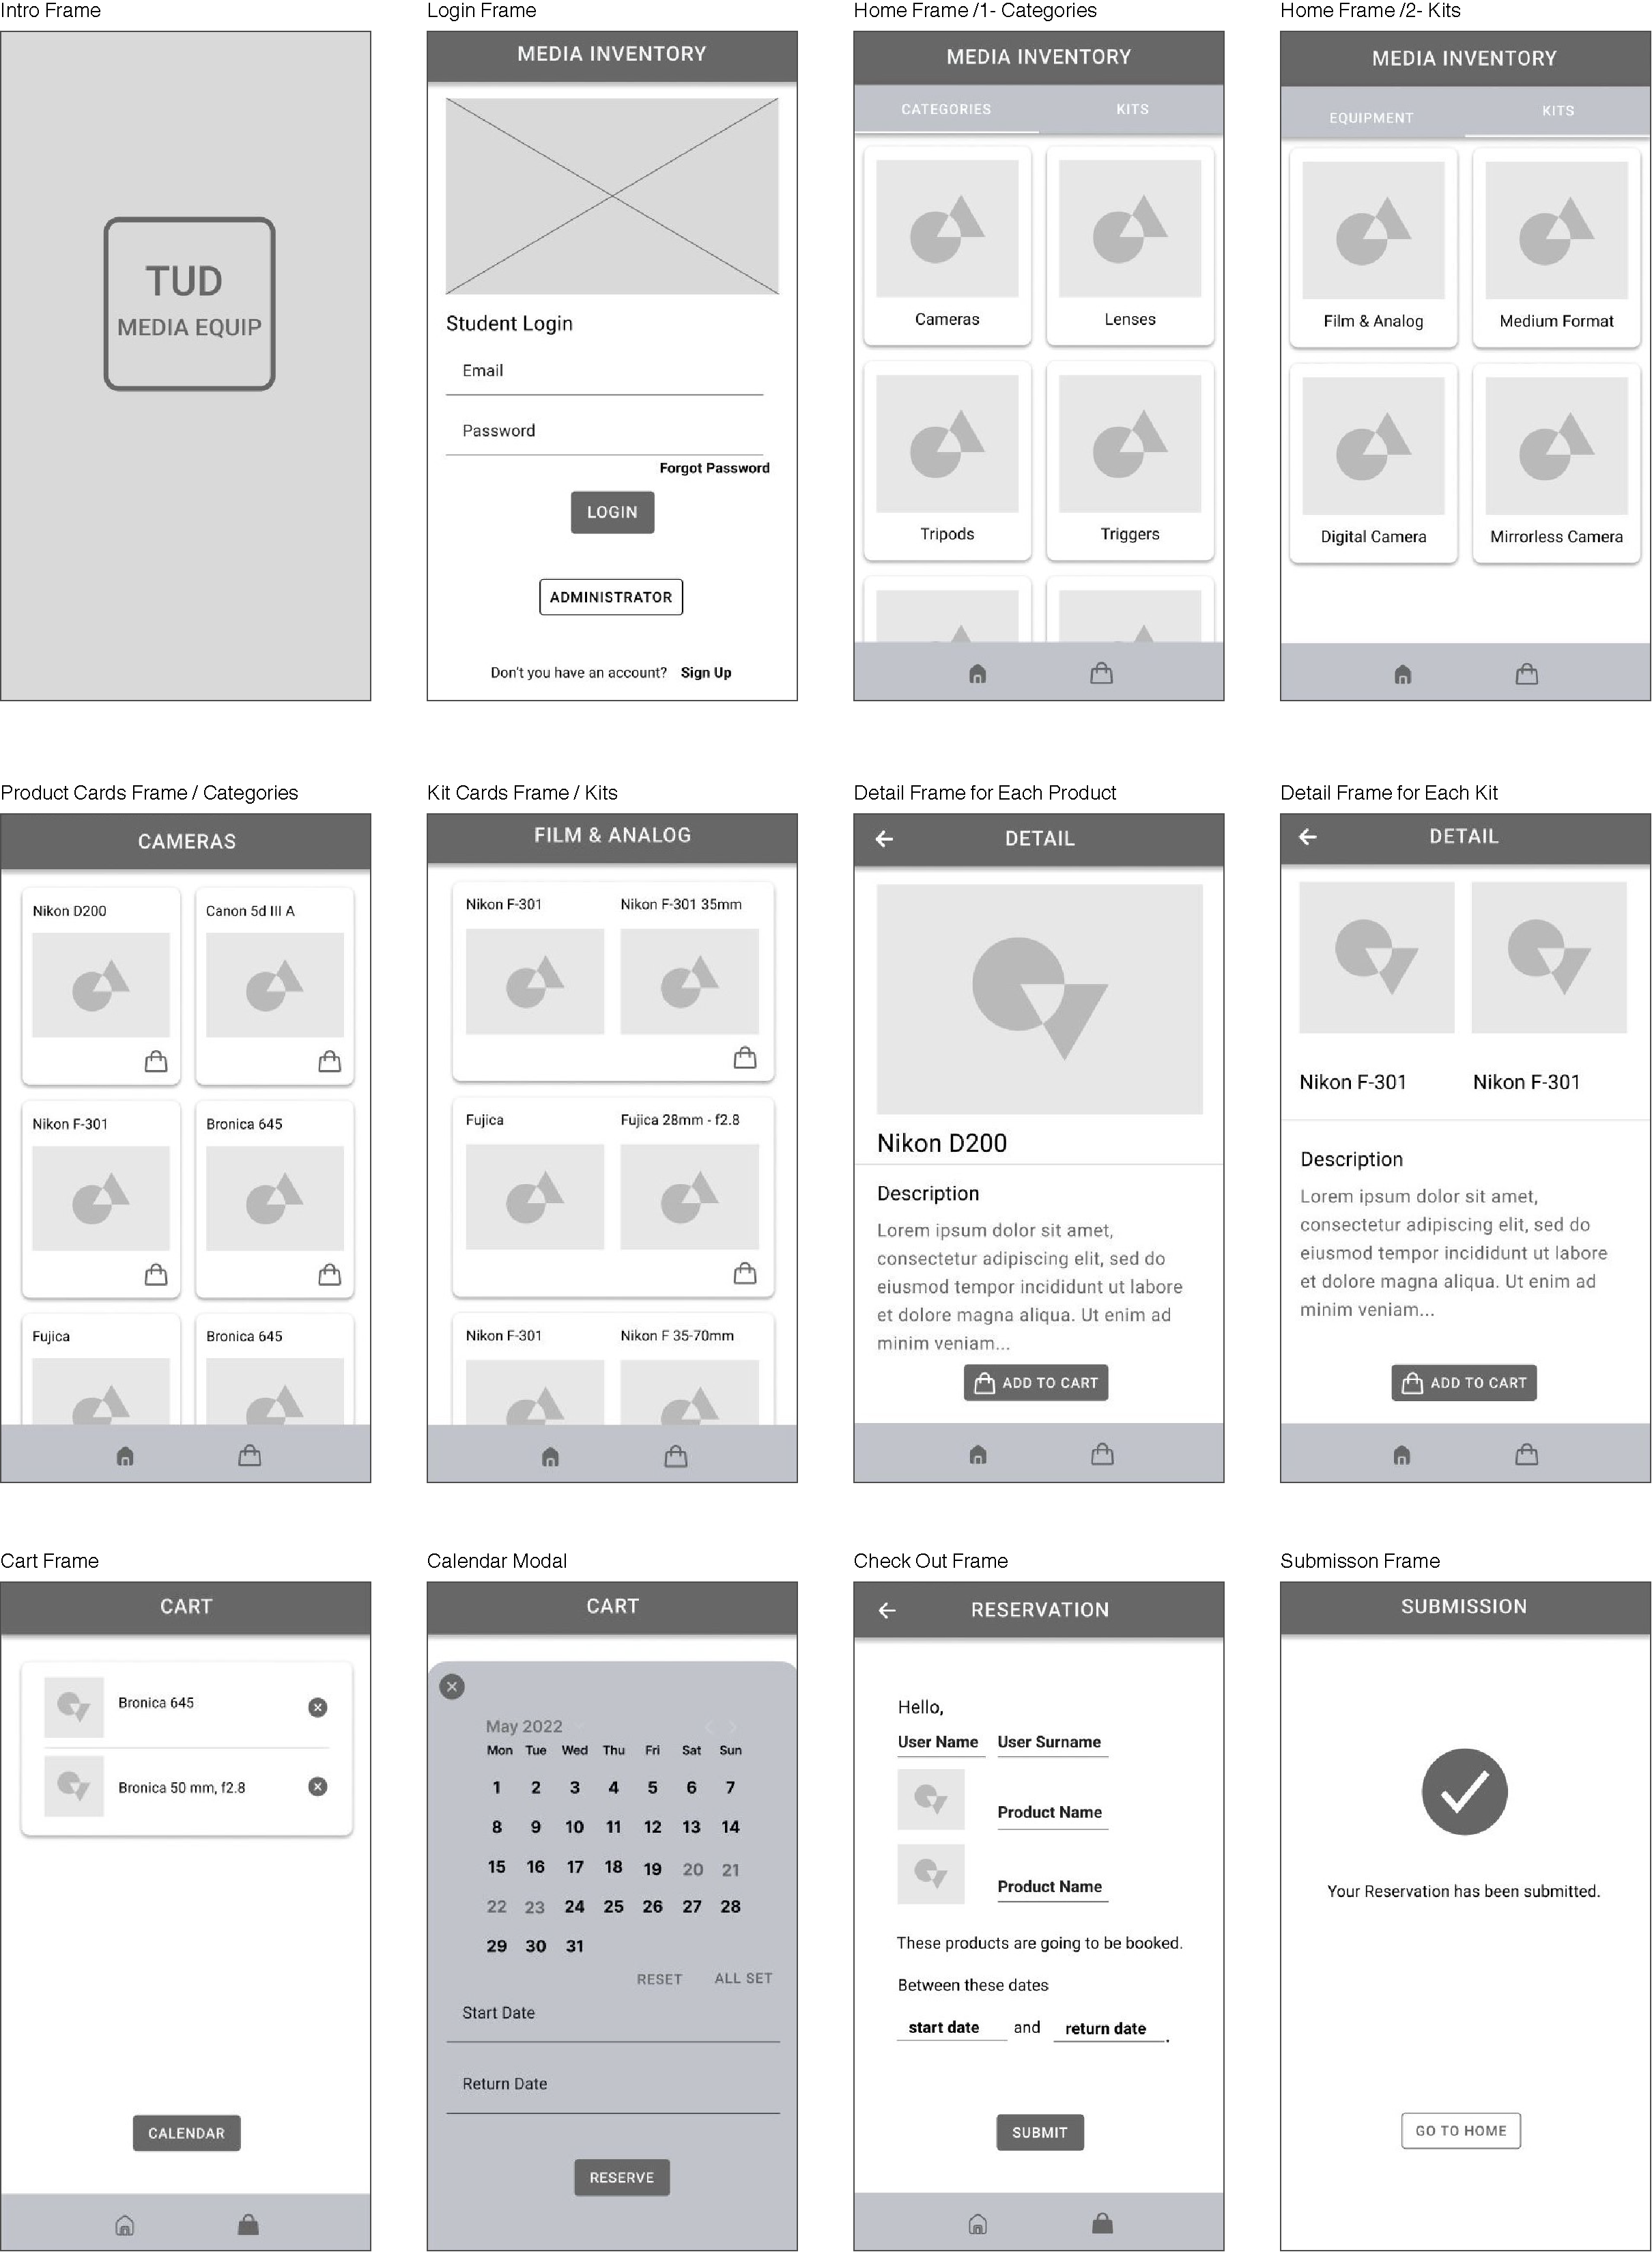 Intro Frame
TUD
MEDIA EQUIP
Login Frame
MEDIA INVENTORY
Student Login
Email
Password
Forgot Password
LOGIN
ADMINISTRATOR
Don't you have an account? Sign Up
Home Frame /1- Categories
MEDIA INVENTORY
CATEGORIES KITS
Cameras Lenses
Tripods Triggers
Home Frame /2- Kits
MEDIA INVENTORY
EQUIPMENT KITS
Film & Analog Medium Format
Digital Camera Mirrorless Camera
Product Cards Frame / Categories
CAMERAS
Nikon D200 Canon 5d III A
Nikon F-301 Bronica 645
Fujica Bronica 645
Kit Cards Frame / Kits
FILM & ANALOG
Nikon F-301 Nikon F-301 35mm
Fujica Fujica 28mm - f2.8
Nikon F-301 Nikon F 35-70mm
Detail Frame for Each Product
DETAIL
Nikon D200
Description
Lorem ipsum dolor sit amet,
consectetur adipiscing elit, sed do
eiusmod tempor incididunt ut labore
et dolore magna aliqua. Ut enim ad
minim veniam...
ADD TO CART
Detail Frame for Each Kit
DETAIL
Nikon F-301 Nikon F-301
Description
Lorem ipsum dolor sit amet,
consectetur adipiscing elit, sed do
eiusmod tempor incididunt ut labore
et dolore magna aliqua. Ut enim ad
minim veniam...
ADD TO CART
Cart Frame
CART
Bronica 645
Bronica 50 mm, f2.8
CALENDAR
Calendar Modal
CART
May 2022
Mon Tue Wed Thu Fri Sat Sun
1 2 3 4 5 6 7
8 9 10 11 12 13 14
15 16 17 18 19 20 21
22 23 24 25 26 27 28
29 30 31
RESET ALL SET
Start Date
Return Date
RESERVE
Check Out Frame
RESERVATION
Hello,
User Name User Surname
Product Name
Product Name
These products are going to be booked.
Between these dates
start date and return date .
SUBMIT
Submisson Frame
SUBMISSION
Your Reservation has been submitted.
GO TO HOME